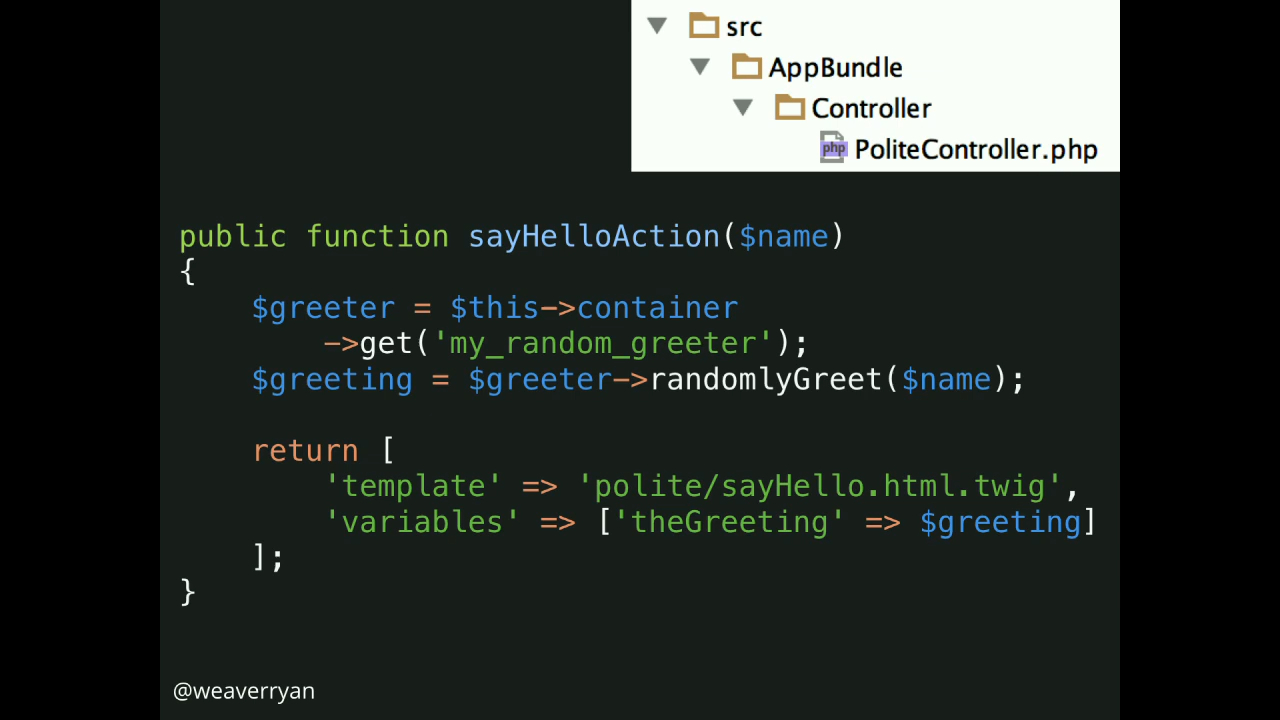 src
AppBundle
Controller
php PoliteController.php
public function sayHelloAction($name)
{
    $greeter = $this->container
        ->get('my_random_greeter');
    $greeting = $greeter->randomlyGreet($name);
    return [
        'template' => 'polite/sayHello.html.twig',
        'variables' => ['theGreeting' => $greeting]
    ];
}
@weaverryan